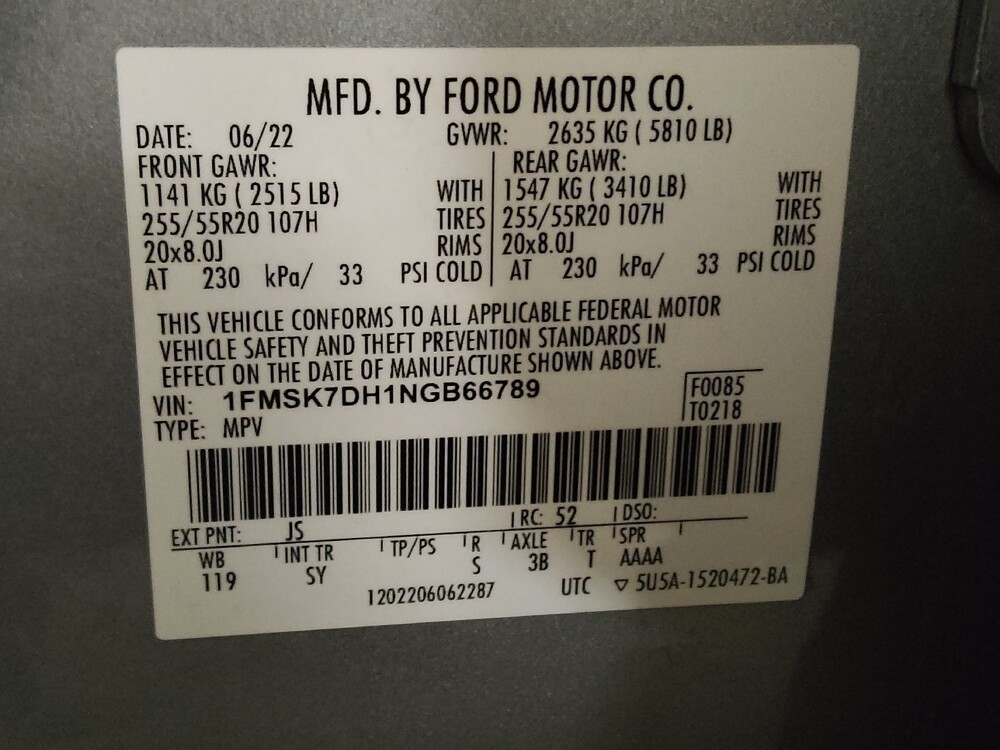 MFD. BY FORD MOTOR CO.
DATE: 06/22 GVWR: 2635 KG ( 5810 LB)
FRONT GAWR: REAR GAWR:
1141 KG ( 2515 LB) WITH 1547 KG ( 3410 LB) WITH
255/55R20 107H TIRES 255/55R20 107H TIRES
20x8.0J RIMS 20x8.0J RIMS
AT 230 kPa/ 33 PSI COLD AT 230 kPa/ 33 PSI COLD
THIS VEHICLE CONFORMS TO ALL APPLICABLE FEDERAL MOTOR
VEHICLE SAFETY AND THEFT PREVENTION STANDARDS IN
EFFECT ON THE DATE OF MANUFACTURE SHOWN ABOVE.
VIN: 1FMSK7DH1NGB66789 F0085
TYPE: MPV T0218
EXT PNT: JS RC: 52 DSO:
WB INT TR TP/PS R AXLE TR SPR
119 SY S 3B T AAAA
1202206062287 UTC ▽ 5U5A-1520472-BA